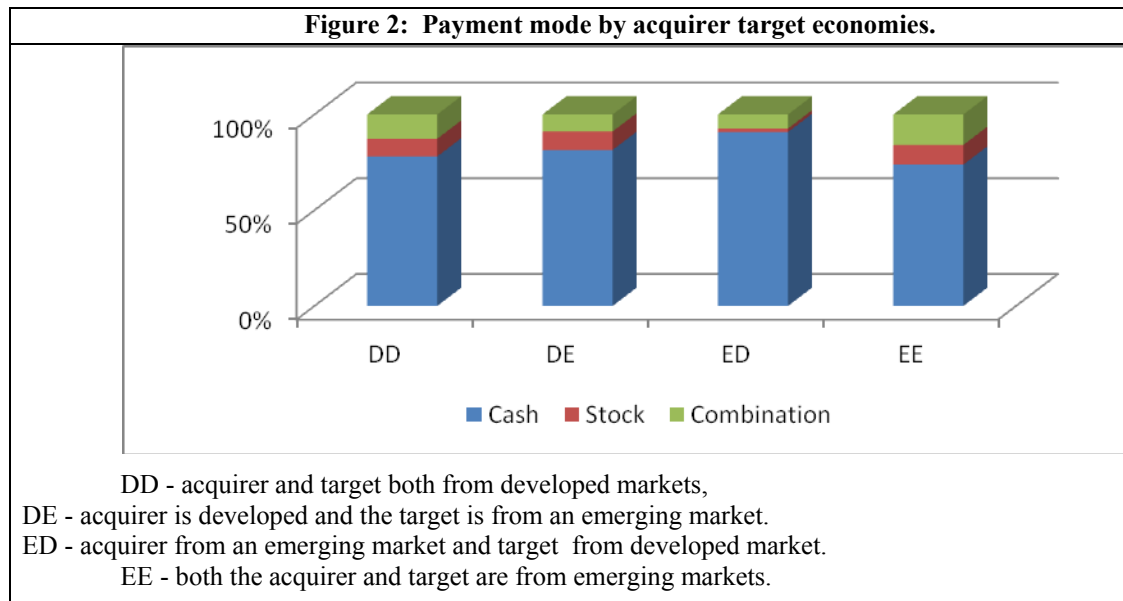 Figure 2: Payment mode by acquirer target economies.
100%
50%
0%
DD DE ED EE
Cash Stock Combination
DD - acquirer and target both from developed markets,
DE - acquirer is developed and the target is from an emerging market.
ED - acquirer from an emerging market and target from developed market.
EE - both the acquirer and target are from emerging markets.